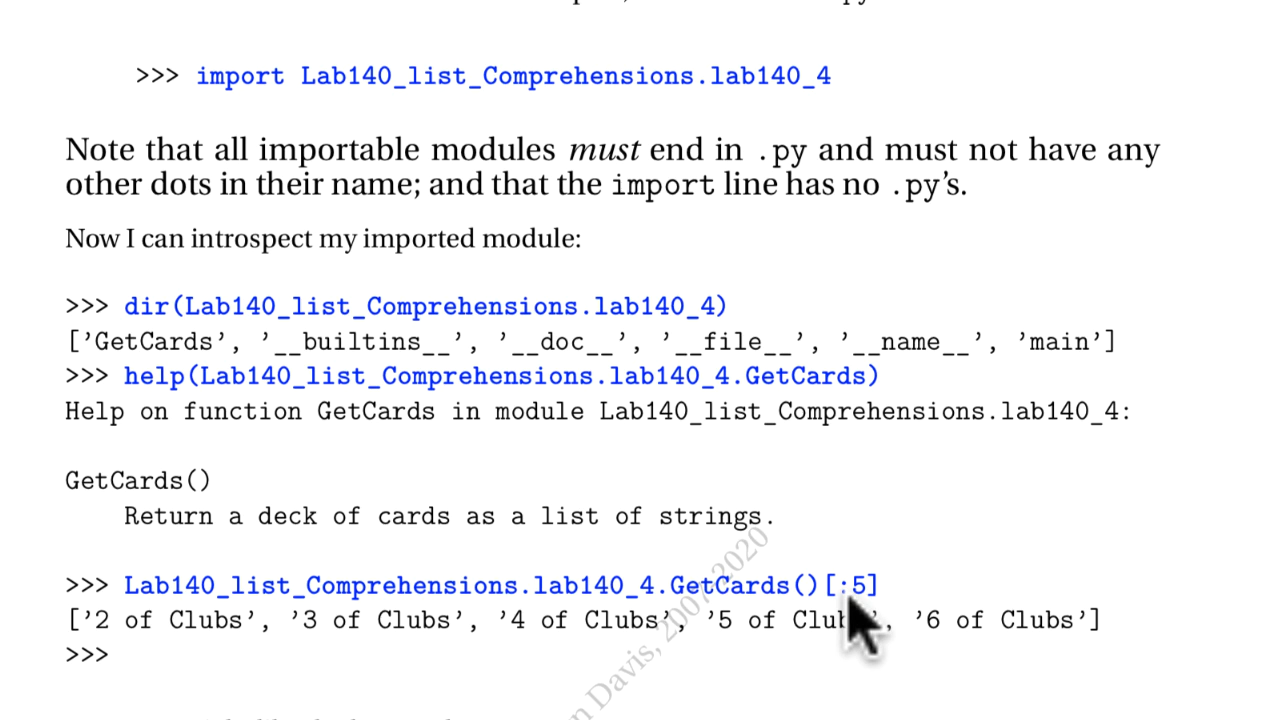 >>> import Lab140_list_Comprehensions.lab140_4
Note that all importable modules must end in .py and must not have any
other dots in their name; and that the import line has no .py’s.
Now I can introspect my imported module:
>>> dir(Lab140_list_Comprehensions.lab140_4)
[’GetCards’, ’__builtins__’, ’__doc__’, ’__file__’, ’__name__’, ’main’]
>>> help(Lab140_list_Comprehensions.lab140_4.GetCards)
Help on function GetCards in module Lab140_list_Comprehensions.lab140_4:
GetCards()
Return a deck of cards as a list of strings.
>>> Lab140_list_Comprehensions.lab140_4.GetCards()[:5]
[’2 of Clubs’, ’3 of Clubs’, ’4 of Clubs’, ’5 of Clubs’, ’6 of Clubs’]
>>>
Davis, 2007-2020